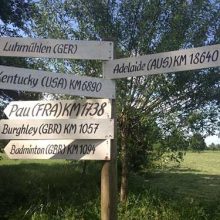 Luhmühlen (GER)
Kentucky (USA) KM 6890
Adelaide (AUS) KM 18640
Pau (FRA) KM 1738
Burghley (GBR) KM 1057
Badminton (GBR) KM 1094